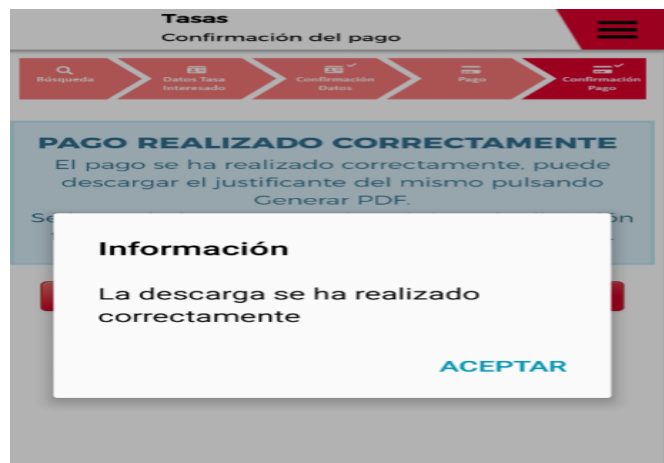 Tasas
Confirmación del pago
Búsqueda
Datos Tasa
Interesado
Confirmación
Datos
Pago
Confirmación
Pago
PAGO REALIZADO CORRECTAMENTE
El pago se ha realizado correctamente, puede
descargar el justificante del mismo pulsando
Generar PDF.
Información
La descarga se ha realizado
correctamente
ACEPTAR